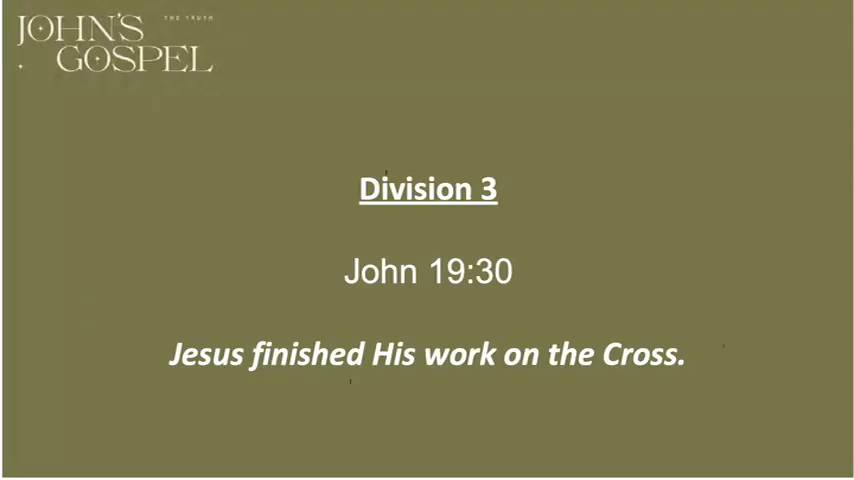 JOHN'S THE TRUTH
GOSPEL
Division 3
John 19:30
Jesus finished His work on the Cross.